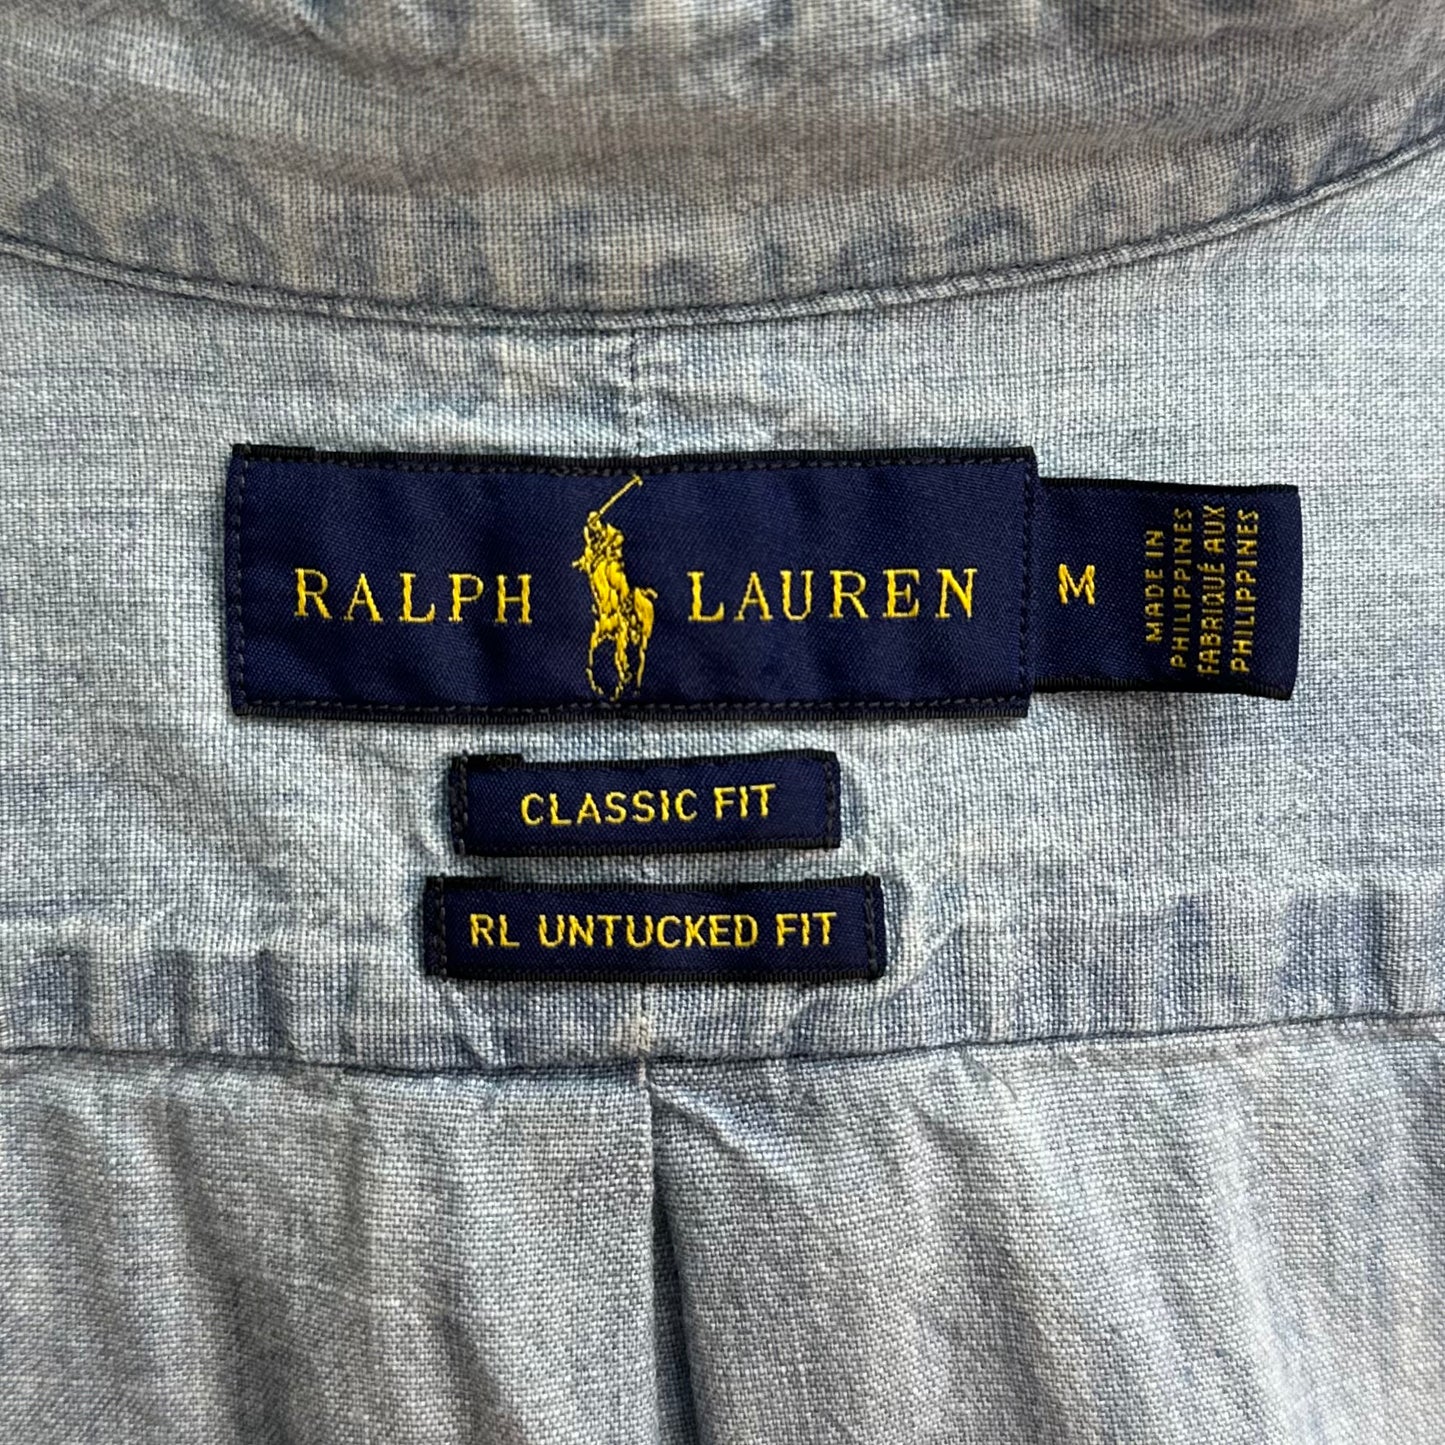 RALPH LAUREN
M
MADE IN
PHILIPPINES
FABRIQUÉ AUX
PHILIPPINES
CLASSIC FIT
RL UNTUCKED FIT